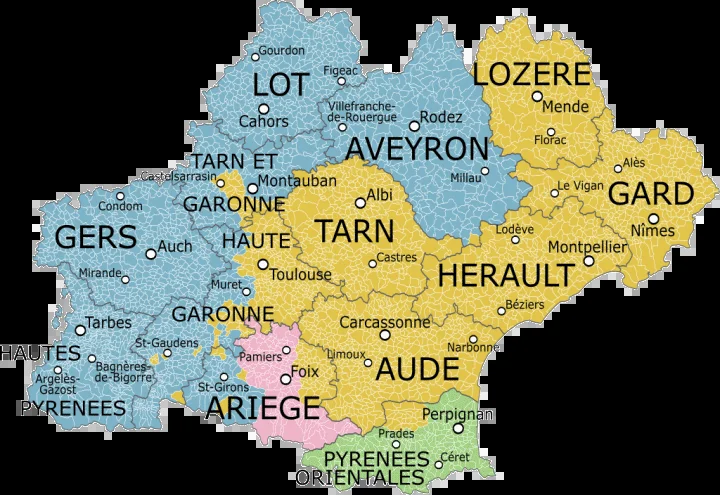 Gourdon
LOT
Figeac
Cahors
LOZERE
Mende
Florac
Villefranche-
de-Rouergue
Rodez
AVEYRON
Millau
TARN ET
GARONNE
Castelsarrasin
Montauban
Alès
Le Vigan
GARD
Nîmes
Condom
GERS
Auch
Mirande
Albi
TARN
Castres
HAUTE
Toulouse
Muret
GARONNE
Lodève
Montpellier
HERAULT
Béziers
Tarbes
HAUTES
Bagnères-
de-Bigorre
Argelès-
Gazost
PYRENEES
St-Gaudens
St-Girons
Pamiers
Foix
ARIEGE
Carcassonne
Limoux
Narbonne
AUDE
Perpignan
Prades
Céret
PYRENEES
ORIENTALES